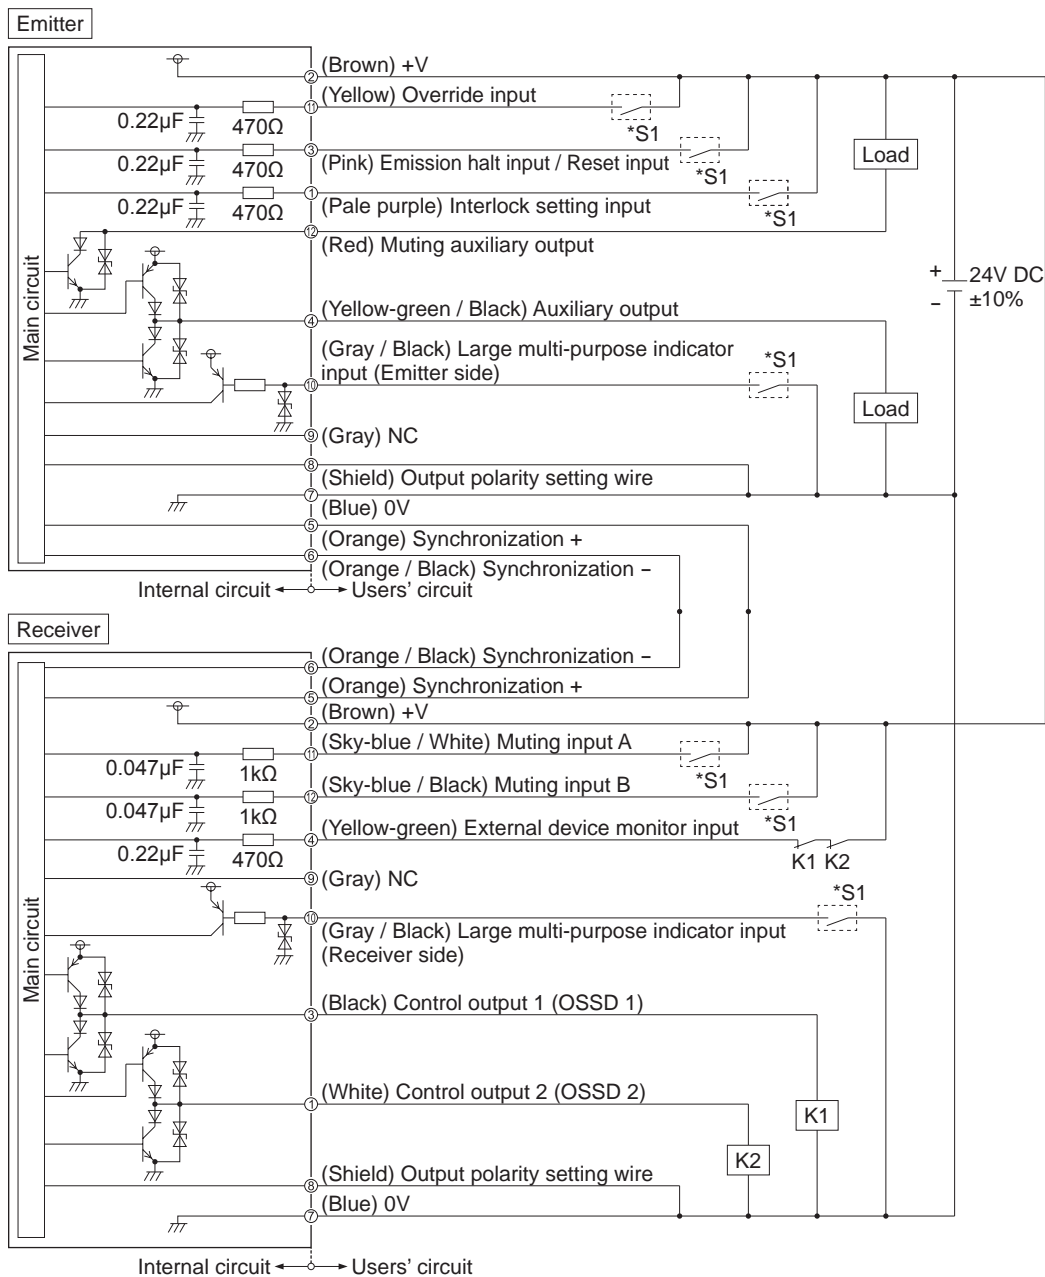 Emitter
(Brown) +V
②
(Yellow) Override input
⑪
0.22μF
470Ω
*S1
(Pink) Emission halt input / Reset input
③
0.22μF
470Ω
*S1
Load
(Pale purple) Interlock setting input
①
0.22μF
470Ω
*S1
⑫
(Red) Muting auxiliary output
Main circuit
+
−
24V DC
±10%
(Yellow-green / Black) Auxiliary output
④
(Gray / Black) Large multi-purpose indicator
input (Emitter side)
⑩
*S1
Load
⑨
(Gray) NC
⑧
(Shield) Output polarity setting wire
⑦
(Blue) 0V
⑤
(Orange) Synchronization +
⑥
(Orange / Black) Synchronization −
Internal circuit
Users' circuit
Receiver
(Orange / Black) Synchronization −
⑥
(Orange) Synchronization +
⑤
(Brown) +V
②
(Sky-blue / White) Muting input A
⑪
0.047μF
1kΩ
*S1
(Sky-blue / Black) Muting input B
⑫
0.047μF
1kΩ
*S1
(Yellow-green) External device monitor input
④
0.22μF
470Ω
K1 K2
⑨
(Gray) NC
*S1
⑩
(Gray / Black) Large multi-purpose indicator input
(Receiver side)
Main circuit
(Black) Control output 1 (OSSD 1)
③
(White) Control output 2 (OSSD 2)
①
K1
K2
(Shield) Output polarity setting wire
⑧
(Blue) 0V
⑦
Internal circuit
Users' circuit